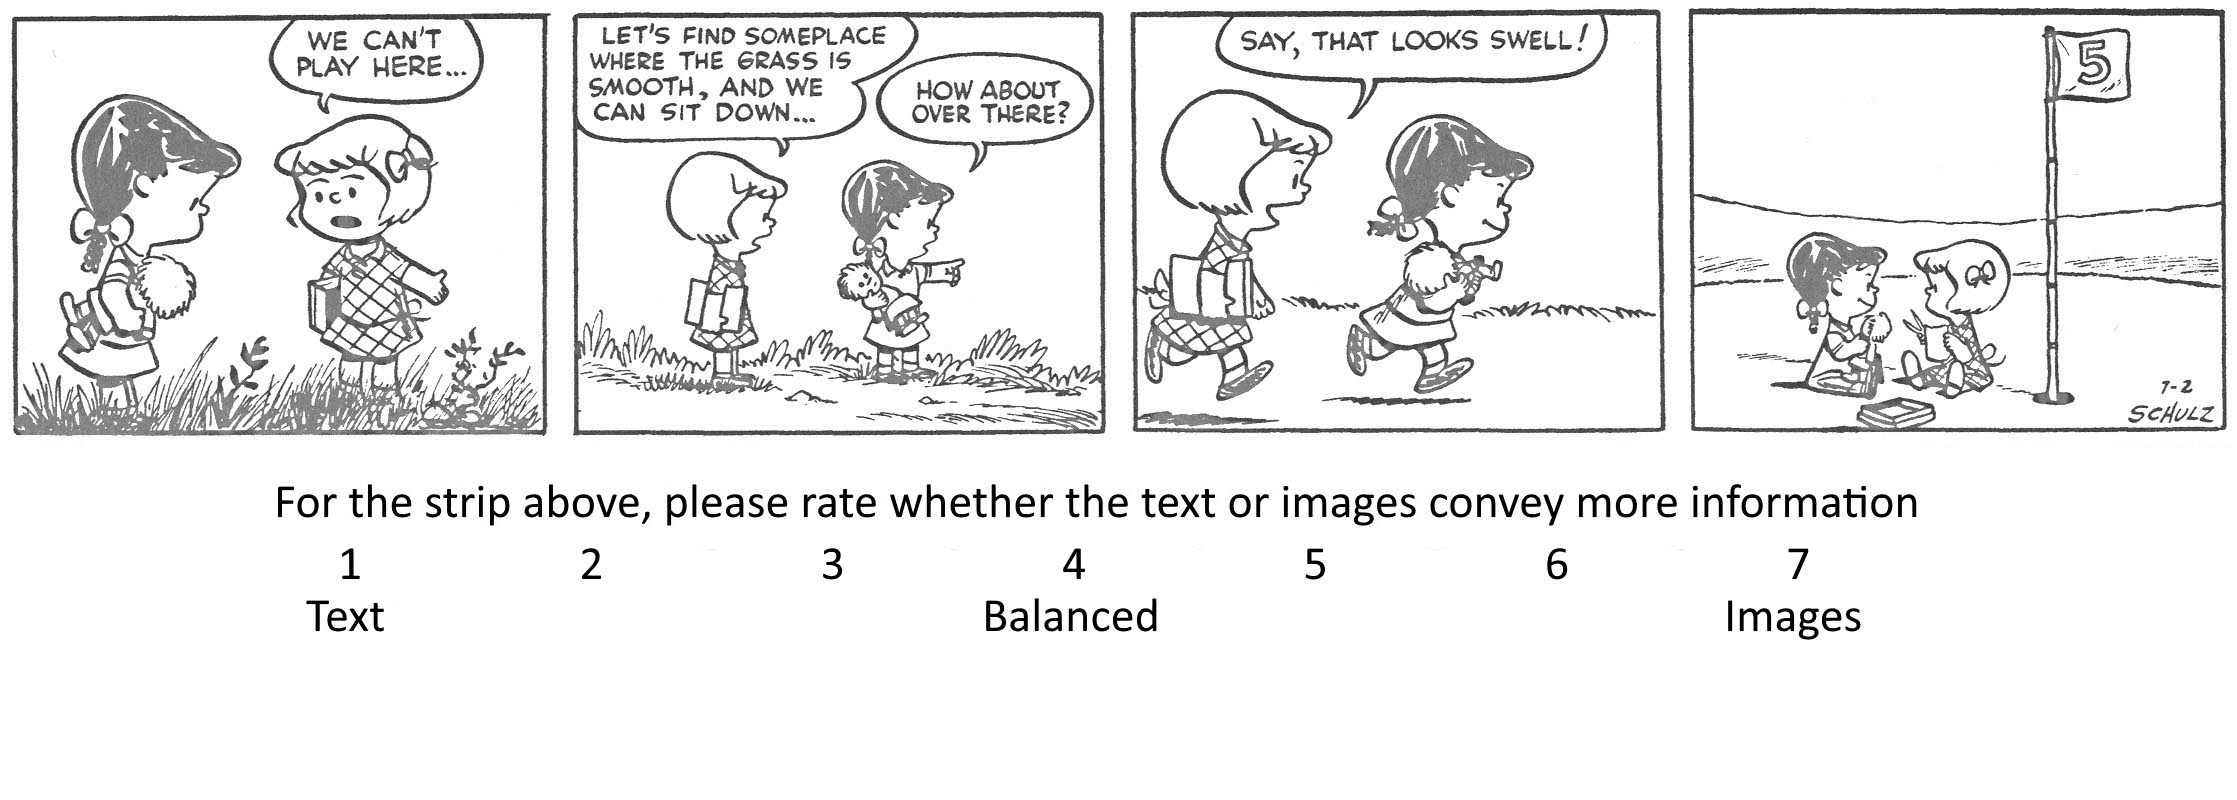 WE CAN'T
PLAY HERE...
LET'S FIND SOMEPLACE
WHERE THE GRASS IS
SMOOTH, AND WE
CAN SIT DOWN...
HOW ABOUT
OVER THERE?
SAY, THAT LOOKS SWELL!
5
7-2
SCHULZ
For the strip above, please rate whether the text or images convey more information
1 2 3 4 5 6 7
Text Balanced Images